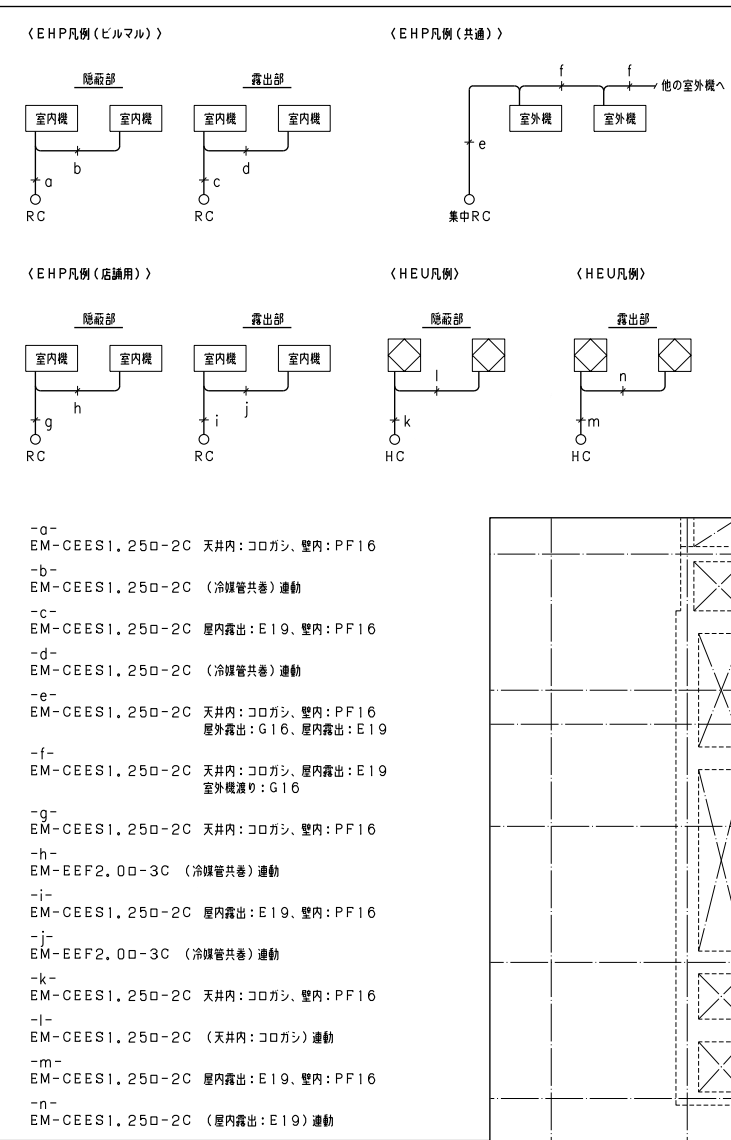 〈EHP凡例(ビルマル)〉
隠蔽部
露出部
室内機
室内機
室内機
室内機
b
d
a
c
RC
RC
〈EHP凡例(共通)〉
f
f
他の室外機へ
室外機
室外機
e
集中RC
〈EHP凡例(店舗用)〉
隠蔽部
露出部
室内機
室内機
室内機
室内機
h
j
g
i
RC
RC
〈HEU凡例〉
隠蔽部
l
k
HC
〈HEU凡例〉
露出部
n
m
HC
-a-
EM-CEES1.25□-2C 天井内:コロガシ、壁内:PF16
-b-
EM-CEES1.25□-2C (冷媒管共巻)連動
-c-
EM-CEES1.25□-2C 屋内露出:E19、壁内:PF16
-d-
EM-CEES1.25□-2C (冷媒管共巻)連動
-e-
EM-CEES1.25□-2C 天井内:コロガシ、壁内:PF16
屋外露出:G16、屋内露出:E19
-f-
EM-CEES1.25□-2C 天井内:コロガシ、屋内露出:E19
室外機渡り:G16
-g-
EM-CEES1.25□-2C 天井内:コロガシ、壁内:PF16
-h-
EM-EEF2.0□-3C (冷媒管共巻)連動
-i-
EM-CEES1.25□-2C 屋内露出:E19、壁内:PF16
-j-
EM-EEF2.0□-3C (冷媒管共巻)連動
-k-
EM-CEES1.25□-2C 天井内:コロガシ、壁内:PF16
-l-
EM-CEES1.25□-2C (天井内:コロガシ)連動
-m-
EM-CEES1.25□-2C 屋内露出:E19、壁内:PF16
-n-
EM-CEES1.25□-2C (屋内露出:E19)連動